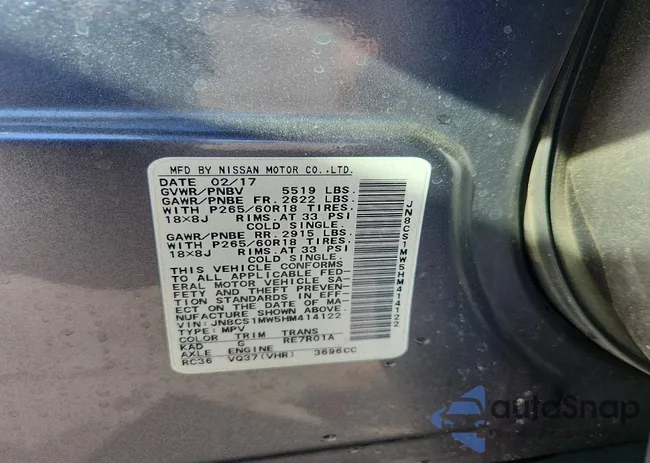 MFD BY NISSAN MOTOR CO.,LTD.
DATE 02/17
GVWR/PNBV 5519 LBS.
GAWR/PNBE FR. 2622 LBS.
WITH P265/60R18 TIRES.
18×8J RIMS.AT 33 PSI
COLD SINGLE.
GAWR/PNBE RR. 2915 LBS.
WITH P265/60R18 TIRES.
18×8J RIMS.AT 33 PSI
COLD SINGLE.
THIS VEHICLE CONFORMS
TO ALL APPLICABLE FED-
ERAL MOTOR VEHICLE SA-
FETY AND THEFT PREVEN-
TION STANDARDS IN EFF-
ECT ON THE DATE OF MA-
NUFACTURE SHOWN ABOVE.
VIN:JN8CS1MW5HM414122
TYPE: MPV
COLOR TRIM TRANS
KAD G RE7R01A
AXLE ENGINE
RC36 VQ37(VHR) 3696CC
JN8CS1MW5HM414122
autoSnap